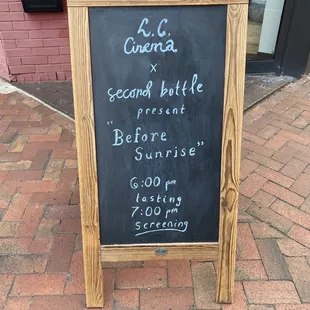 L.C.
Cinema
x
second bottle
present
"Before
Sunrise"
6:00 pm
tasting
7:00 pm
screening